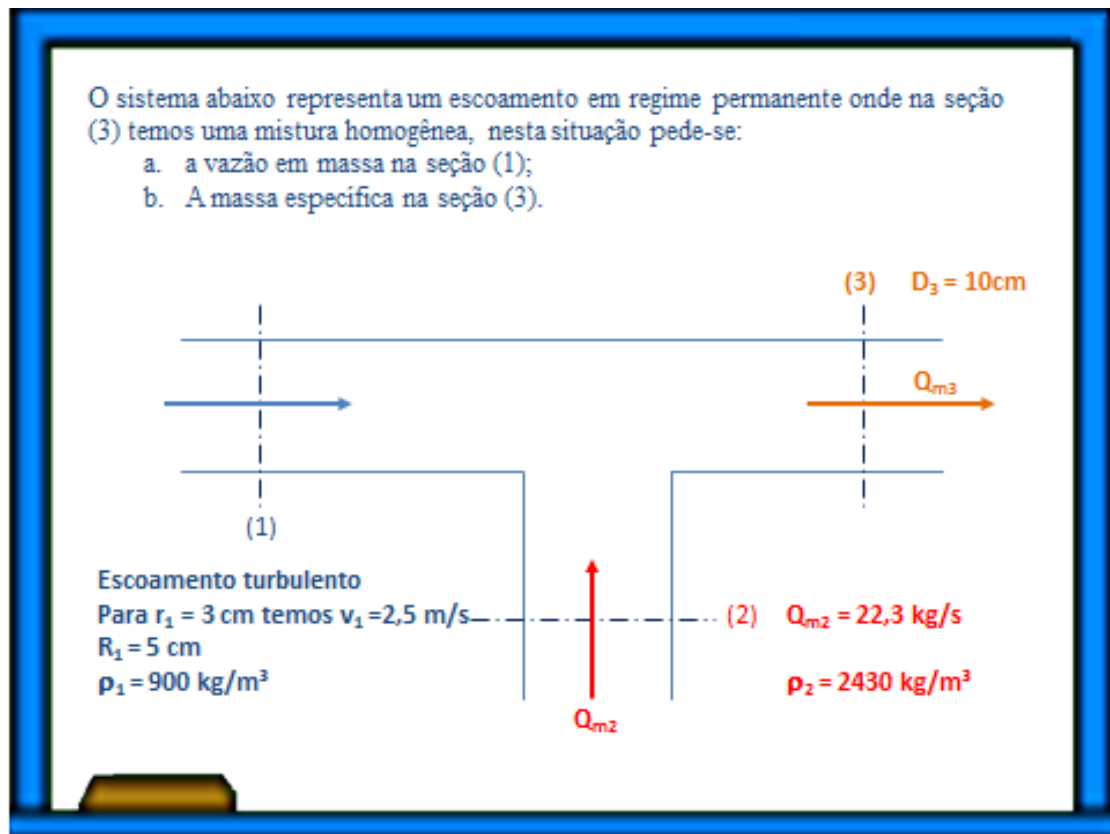 O sistema abaixo representa um escoamento em regime permanente onde na seção
(3) temos uma mistura homogênea, nesta situação pede-se:
a. a vazão em massa na seção (1);
b. A massa específica na seção (3).
(3) D₃ = 10cm
Qm3
(1)
Escoamento turbulento
Para r₁ = 3 cm temos v₁ =2,5 m/s
(2) Qm2 = 22,3 kg/s
R₁ = 5 cm
ρ₁ = 900 kg/m³
ρ₂ = 2430 kg/m³
Qm2